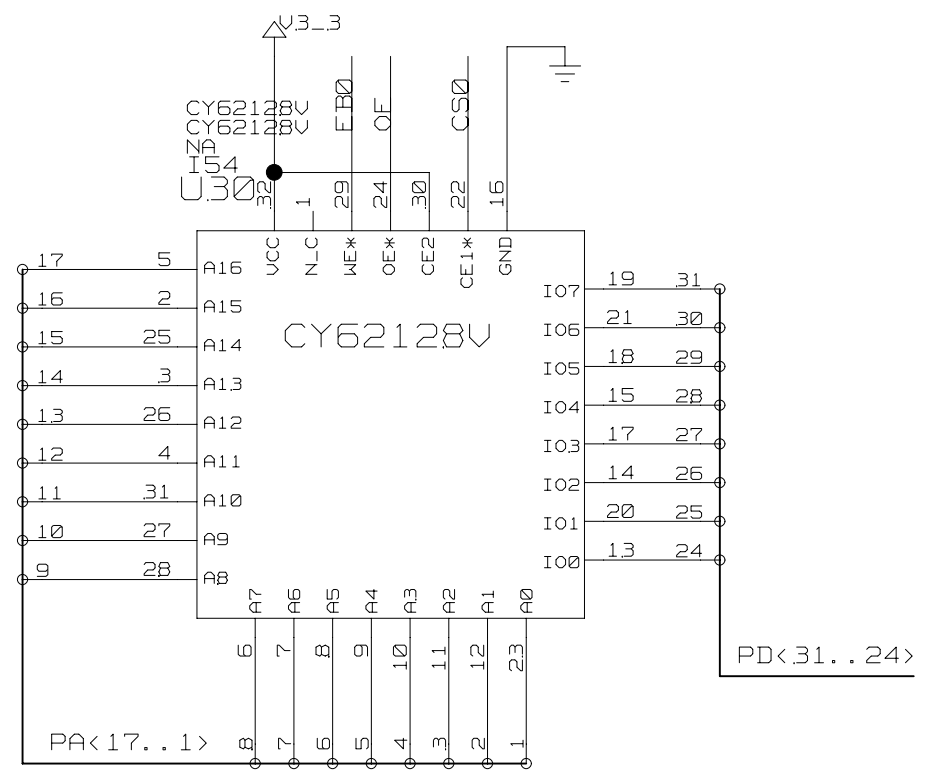 V3_3
CY62128V
CY62128V
NA
I54
U30
EB0 OE CS0
32 1 29 24 30 22 16
VCC N_C WE* OE* CE2 CE1* GND
CY62128V
17 5 A16
16 2 A15
15 25 A14
14 3 A13
13 26 A12
12 4 A11
11 31 A10
10 27 A9
9 28 A8
IO7 19 31
IO6 21 30
IO5 18 29
IO4 15 28
IO3 17 27
IO2 14 26
IO1 20 25
IO0 13 24
A7 A6 A5 A4 A3 A2 A1 A0
6 7 8 9 10 11 12 23
8 7 6 5 4 3 2 1
PD<31..24>
PA<17..1>